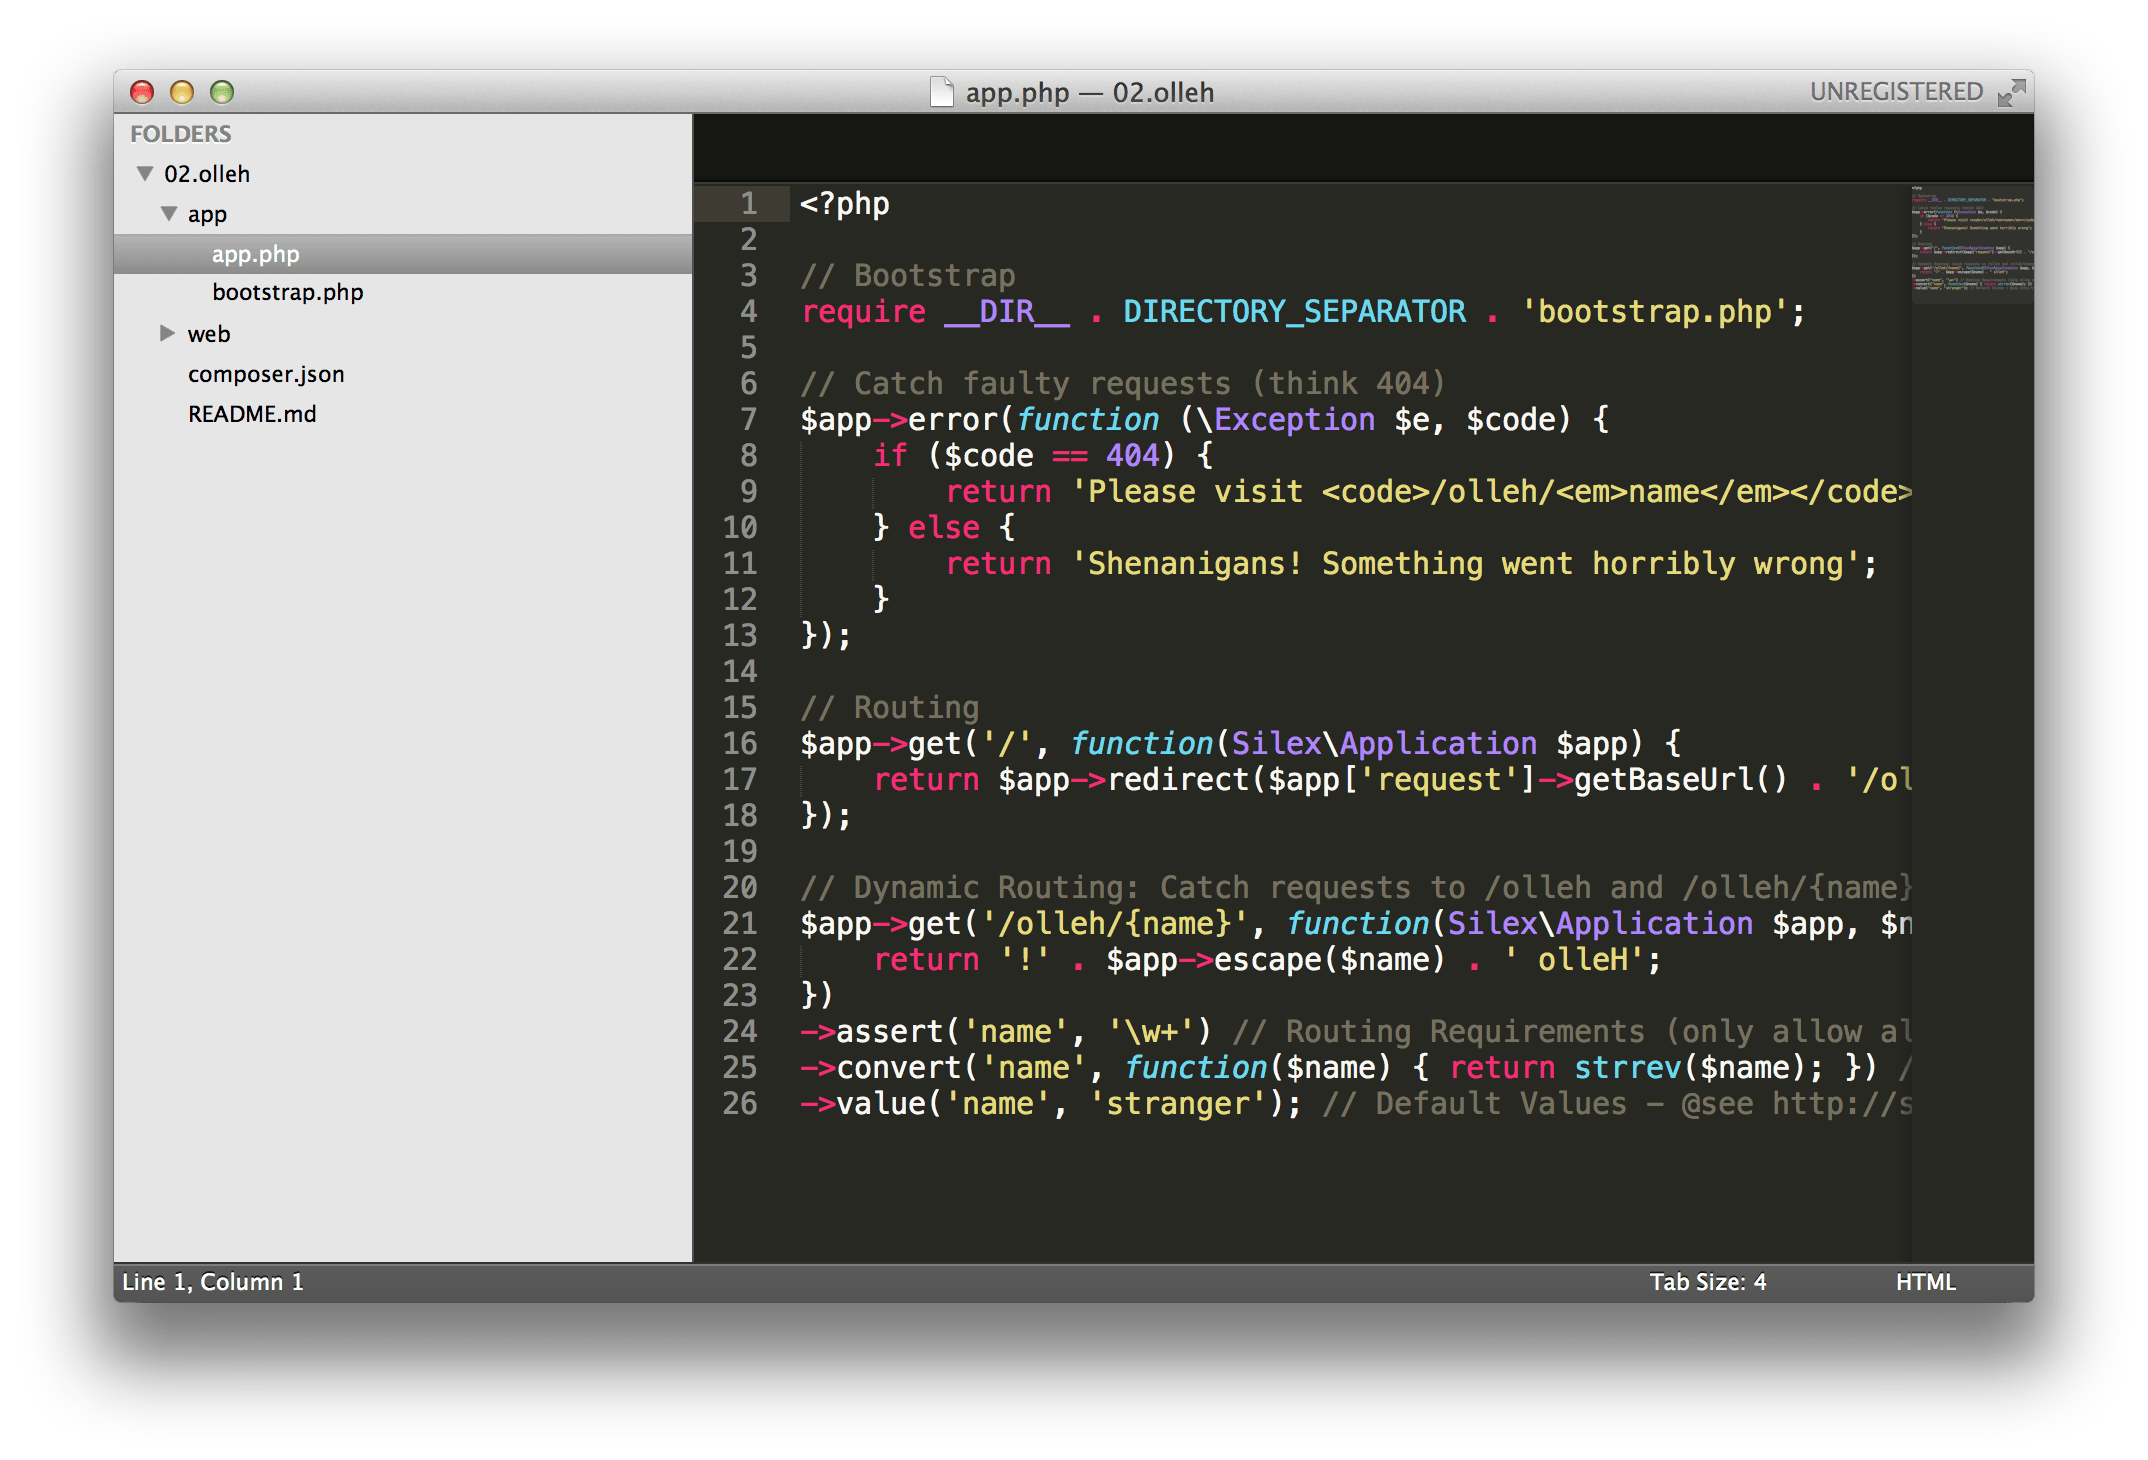 app.php — 02.olleh
UNREGISTERED
FOLDERS
02.olleh
app
app.php
bootstrap.php
web
composer.json
README.md
1 <?php
2
3 // Bootstrap
4 require __DIR__ . DIRECTORY_SEPARATOR . 'bootstrap.php';
5
6 // Catch faulty requests (think 404)
7 $app->error(function (\Exception $e, $code) {
8     if ($code == 404) {
9         return 'Please visit <code>/olleh/<em>name</em></code>
10     } else {
11         return 'Shenanigans! Something went horribly wrong';
12     }
13 });
14
15 // Routing
16 $app->get('/', function(Silex\Application $app) {
17     return $app->redirect($app['request']->getBaseUrl() . '/ol
18 });
19
20 // Dynamic Routing: Catch requests to /olleh and /olleh/{name}
21 $app->get('/olleh/{name}', function(Silex\Application $app, $n
22     return '!' . $app->escape($name) . ' olleH';
23 })
24 ->assert('name', '\w+') // Routing Requirements (only allow al
25 ->convert('name', function($name) { return strrev($name); }) /
26 ->value('name', 'stranger'); // Default Values - @see http://s
Line 1, Column 1
Tab Size: 4
HTML